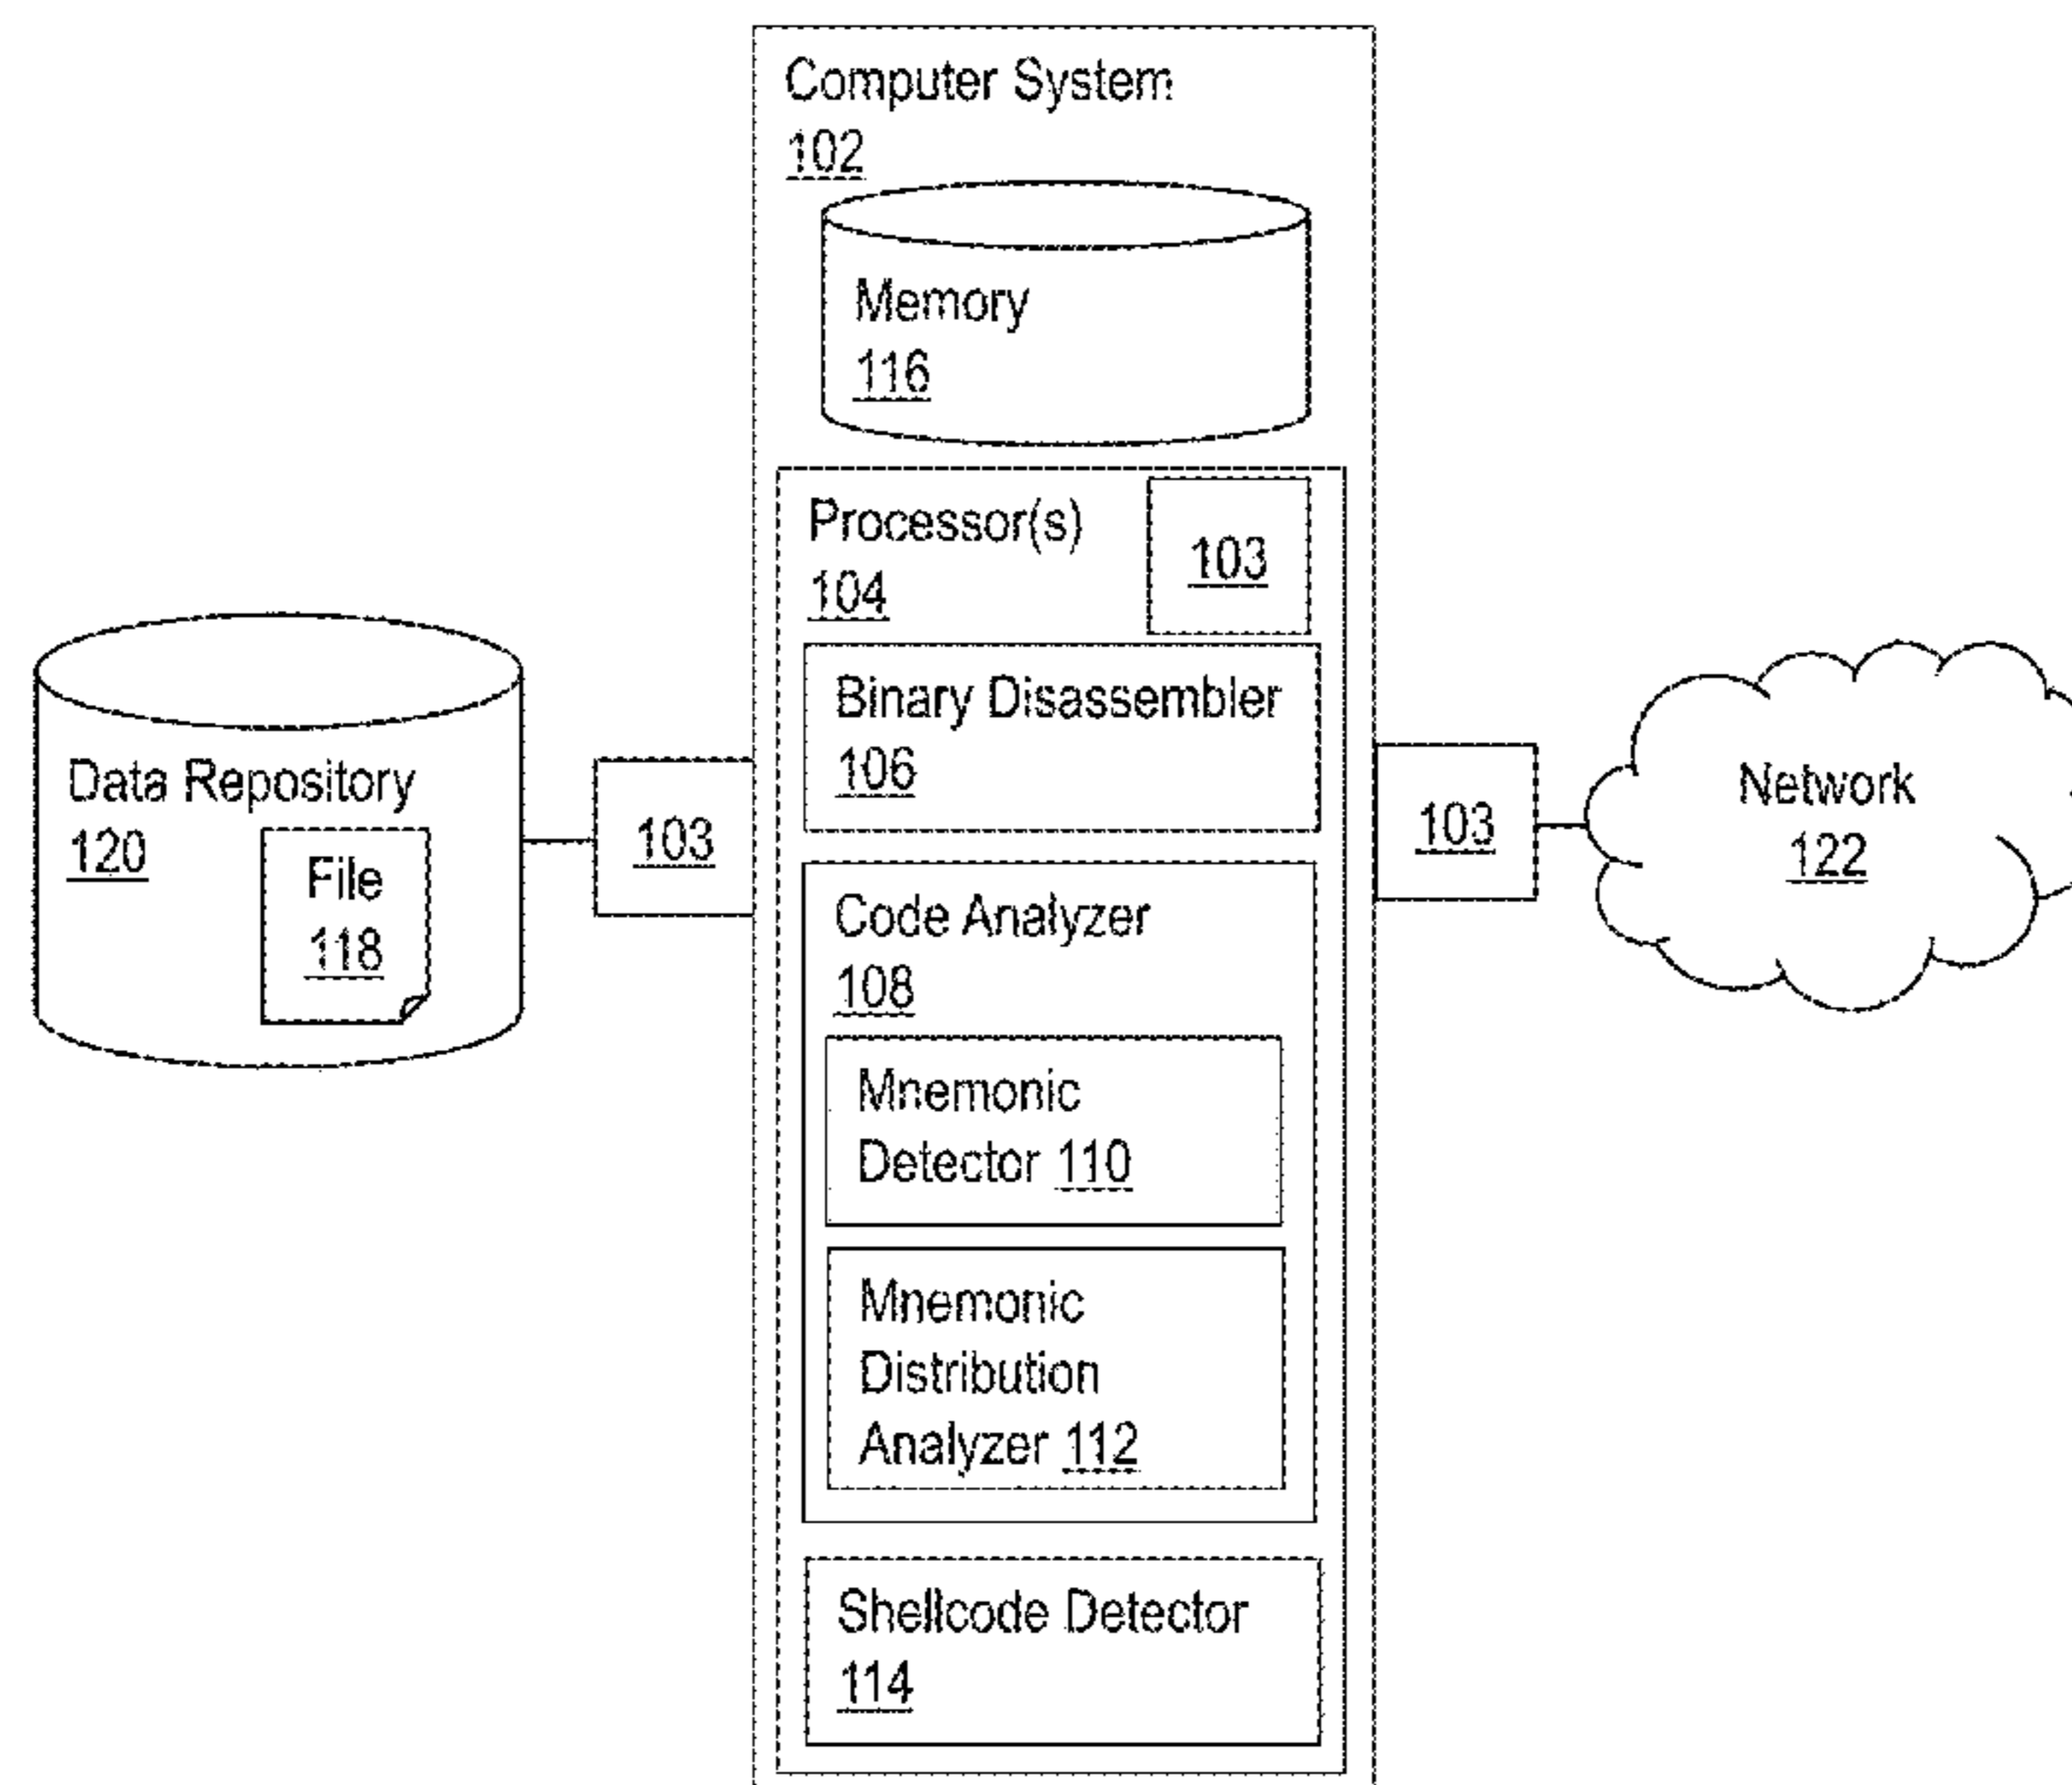 Computer System
102
Memory
116
Processor(s)
104
103
Binary Disassembler
106
Data Repository
120
File
118
103
103
Network
122
Code Analyzer
108
Mnemonic
Detector 110
Mnemonic
Distribution
Analyzer 112
Shellcode Detector
114